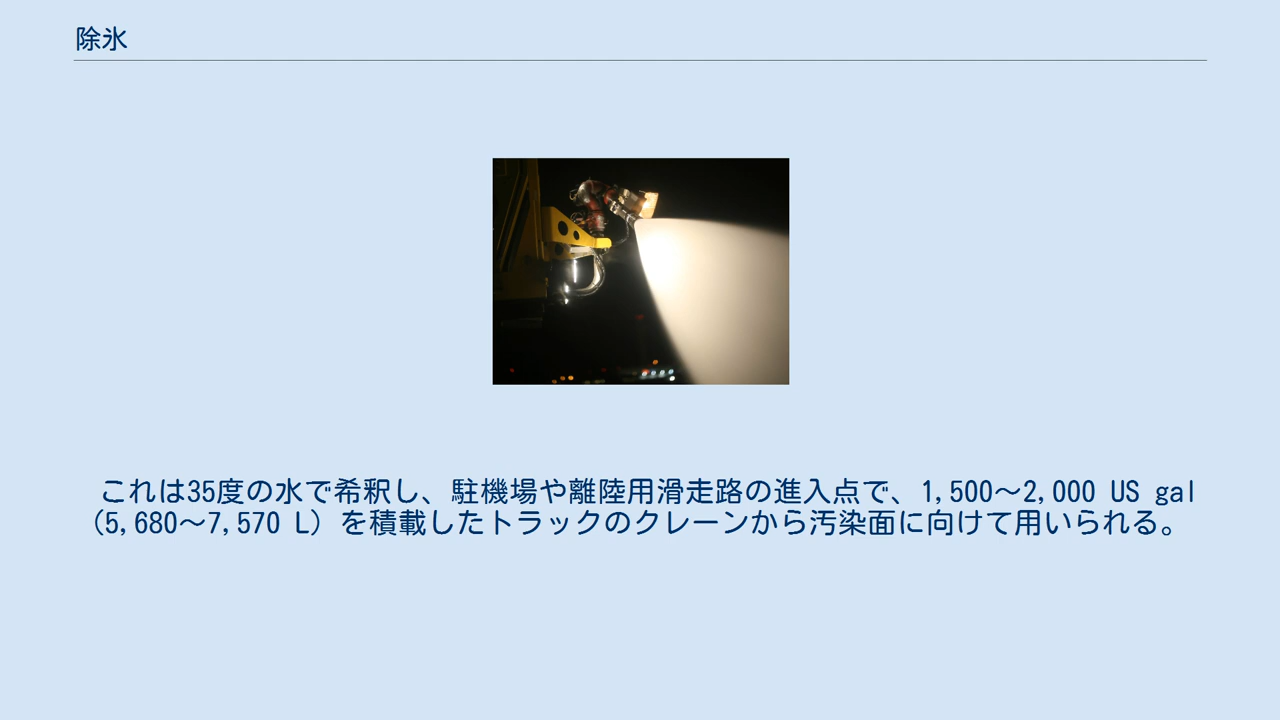 除氷
これは35度の水で希釈し、駐機場や離陸用滑走路の進入点で、1,500～2,000 US gal
(5,680～7,570 L) を積載したトラックのクレーンから汚染面に向けて用いられる。